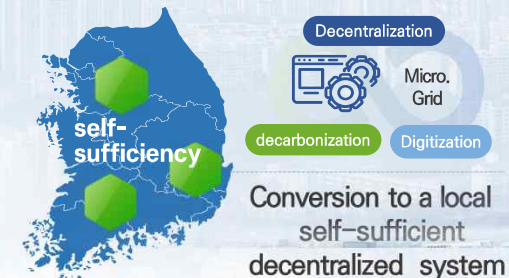 self-
sufficiency
Decentralization
Micro.
Grid
decarbonization
Digitization
Conversion to a local
self-sufficient
decentralized system